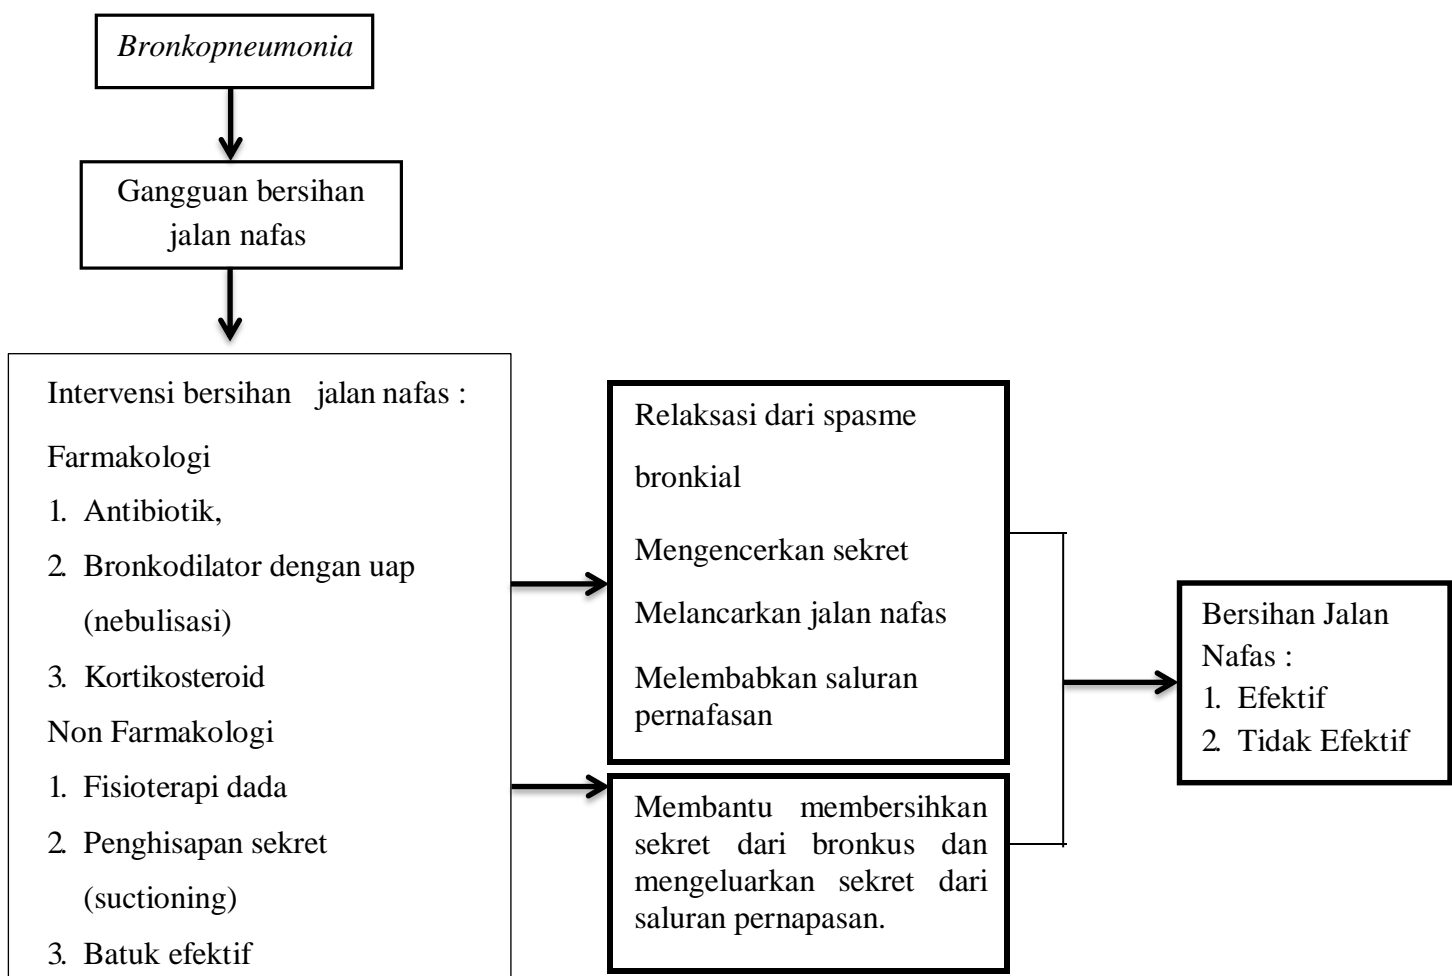 Bronkopneumonia
Gangguan bersihan
jalan nafas
Intervensi bersihan jalan nafas :
Farmakologi
1. Antibiotik,
2. Bronkodilator dengan uap
(nebulisasi)
3. Kortikosteroid
Non Farmakologi
1. Fisioterapi dada
2. Penghisapan sekret
(suctioning)
3. Batuk efektif
Relaksasi dari spasme
bronkial
Mengencerkan sekret
Melancarkan jalan nafas
Melembabkan saluran
pernafasan
Membantu membersihkan
sekret dari bronkus dan
mengeluarkan sekret dari
saluran pernapasan.
Bersihan Jalan
Nafas :
1. Efektif
2. Tidak Efektif